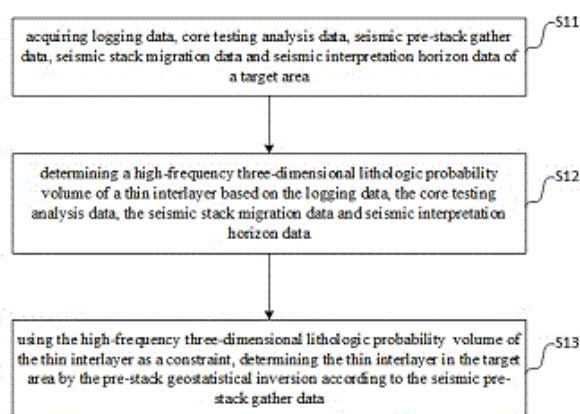 S11
acquiring logging data, core testing analysis data, seismic pre-stack gather
data, seismic stack migration data and seismic interpretation horizon data of
a target area
S12
determining a high-frequency three-dimensional lithologic probability
volume of a thin interlayer based on the logging data, the core testing
analysis data, the seismic stack migration data and seismic interpretation
horizon data
S13
using the high-frequency three-dimensional lithologic probability volume of
the thin interlayer as a constraint, determining the thin interlayer in the target
area by the pre-stack geostatistical inversion according to the seismic pre-
stack gather data